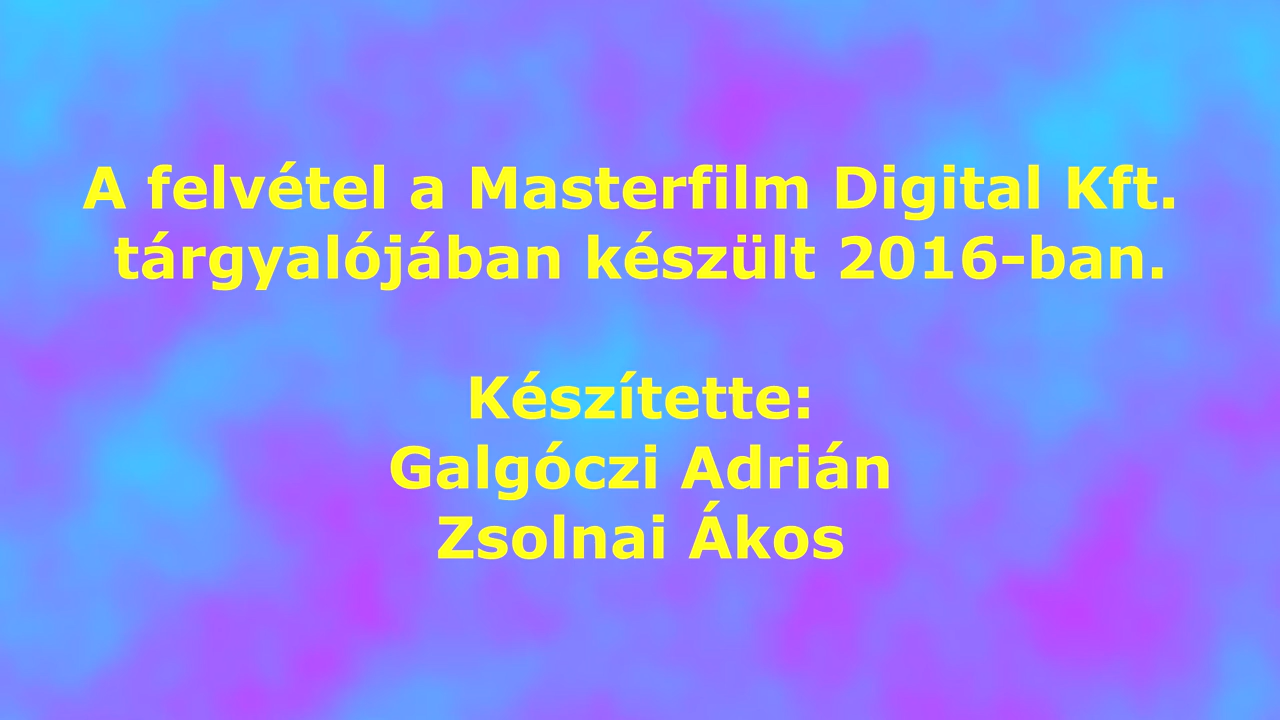 A felvétel a Masterfilm Digital Kft.
tárgyalójában készült 2016-ban.
Készítette:
Galgóczi Adrián
Zsolnai Ákos